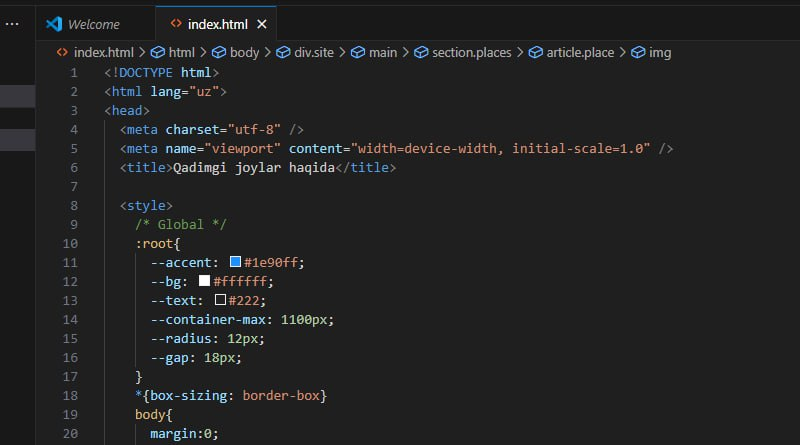 Welcome
index.html
index.html > html > body > div.site > main > section.places > article.place > img
1 <!DOCTYPE html>
2 <html lang="uz">
3 <head>
4 <meta charset="utf-8" />
5 <meta name="viewport" content="width=device-width, initial-scale=1.0" />
6 <title>Qadimgi joylar haqida</title>
7
8 <style>
9 /* Global */
10 :root{
11 --accent: #1e90ff;
12 --bg: #ffffff;
13 --text: #222;
14 --container-max: 1100px;
15 --radius: 12px;
16 --gap: 18px;
17 }
18 *{box-sizing: border-box}
19 body{
20 margin:0;